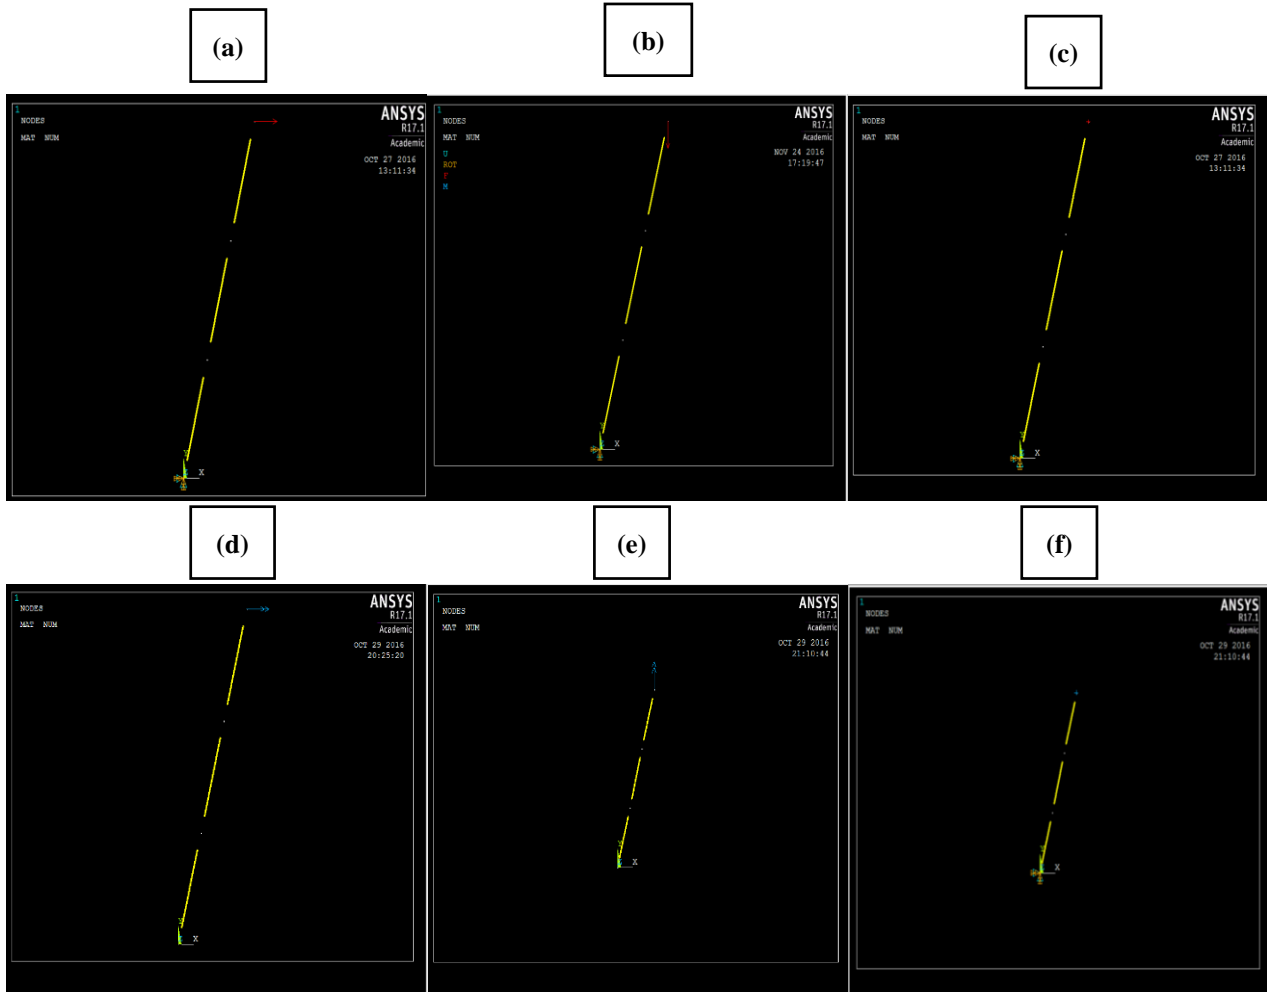 (a)
(b)
(c)
1
NODES
MAT NUM
ANSYS
R17.1
Academic
OCT 27 2016
13:11:34
X
1
NODES
MAT NUM
U
ROT
F
M
ANSYS
R17.1
Academic
NOV 24 2016
17:19:47
X
1
NODES
MAT NUM
ANSYS
R17.1
Academic
OCT 27 2016
13:11:34
X
(d)
(e)
(f)
1
NODES
MAT NUM
ANSYS
R17.1
Academic
OCT 29 2016
20:25:20
X
1
NODES
MAT NUM
ANSYS
R17.1
Academic
OCT 29 2016
21:10:44
X
1
NODES
MAT NUM
ANSYS
R17.1
Academic
OCT 29 2016
21:10:44
X